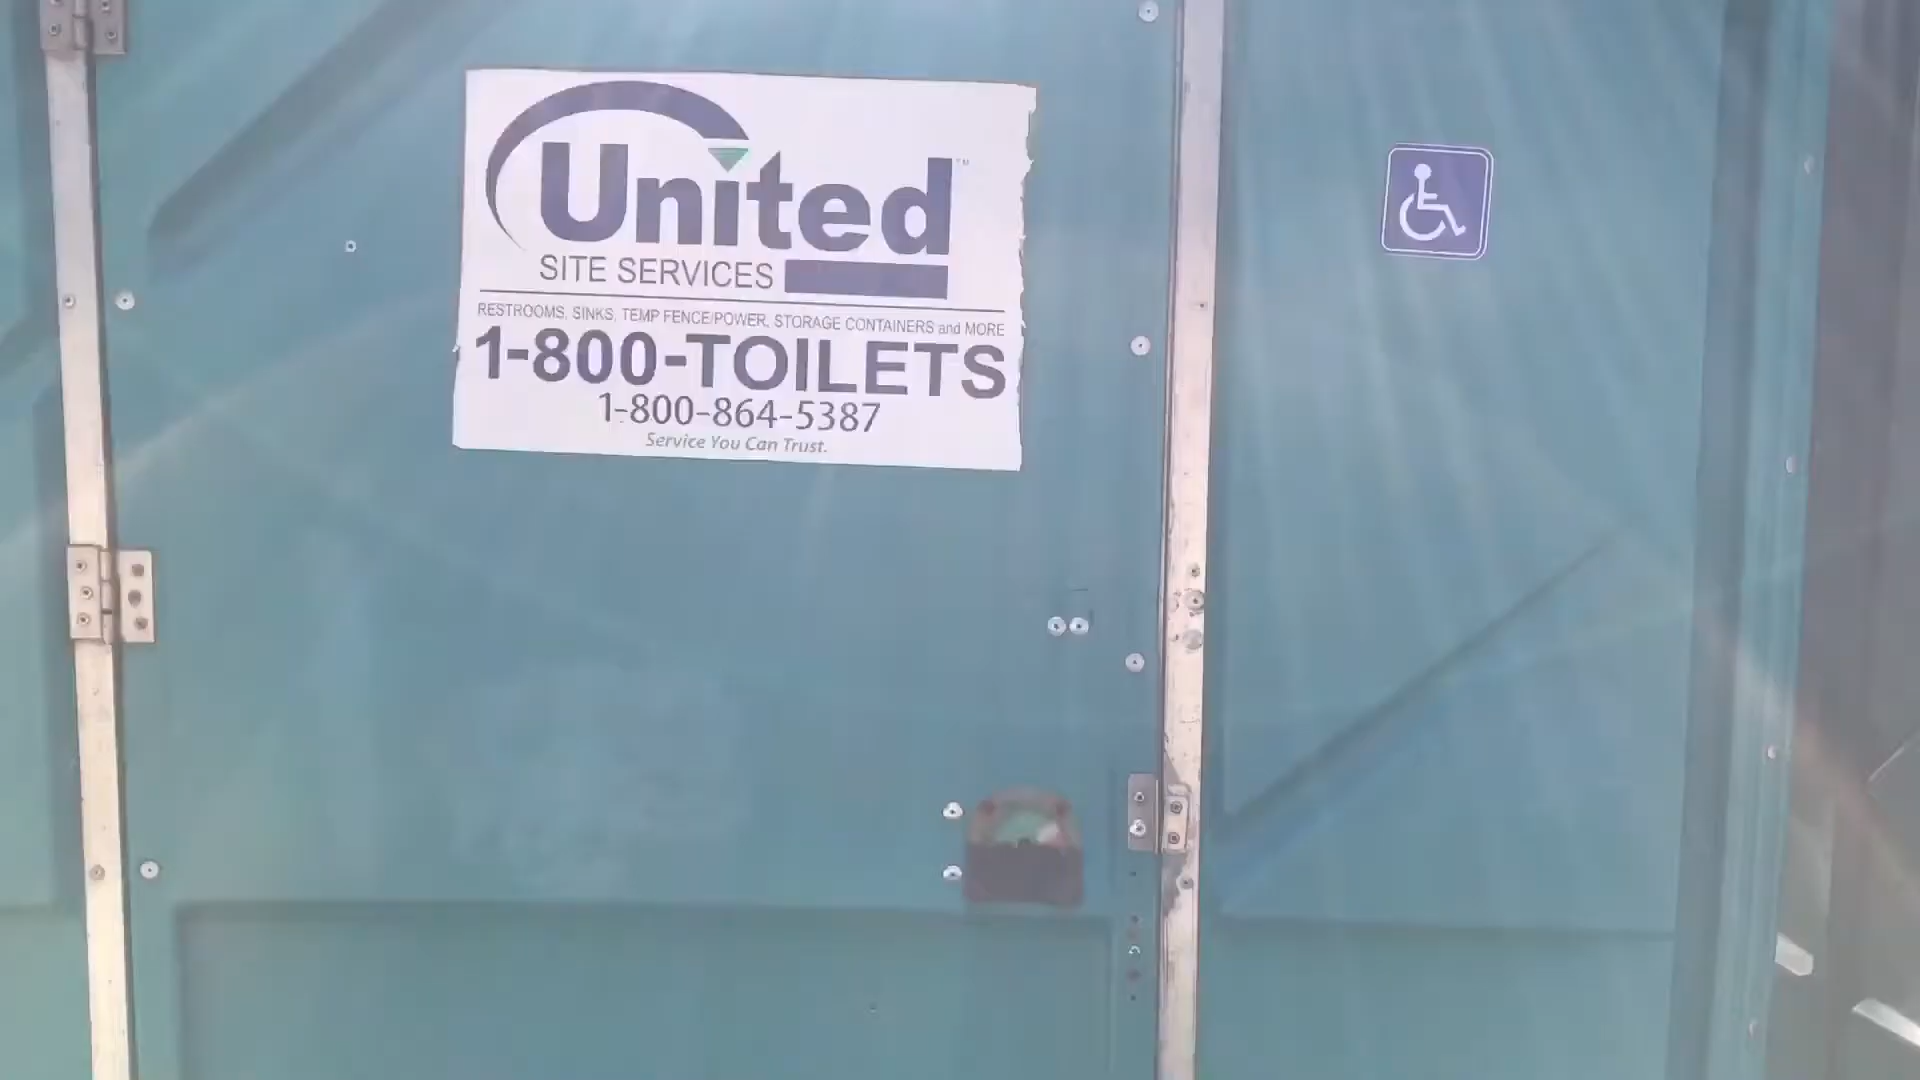 United™
SITE SERVICES
RESTROOMS, SINKS, TEMP FENCE/POWER, STORAGE CONTAINERS and MORE
1-800-TOILETS
1-800-864-5387
Service You Can Trust.